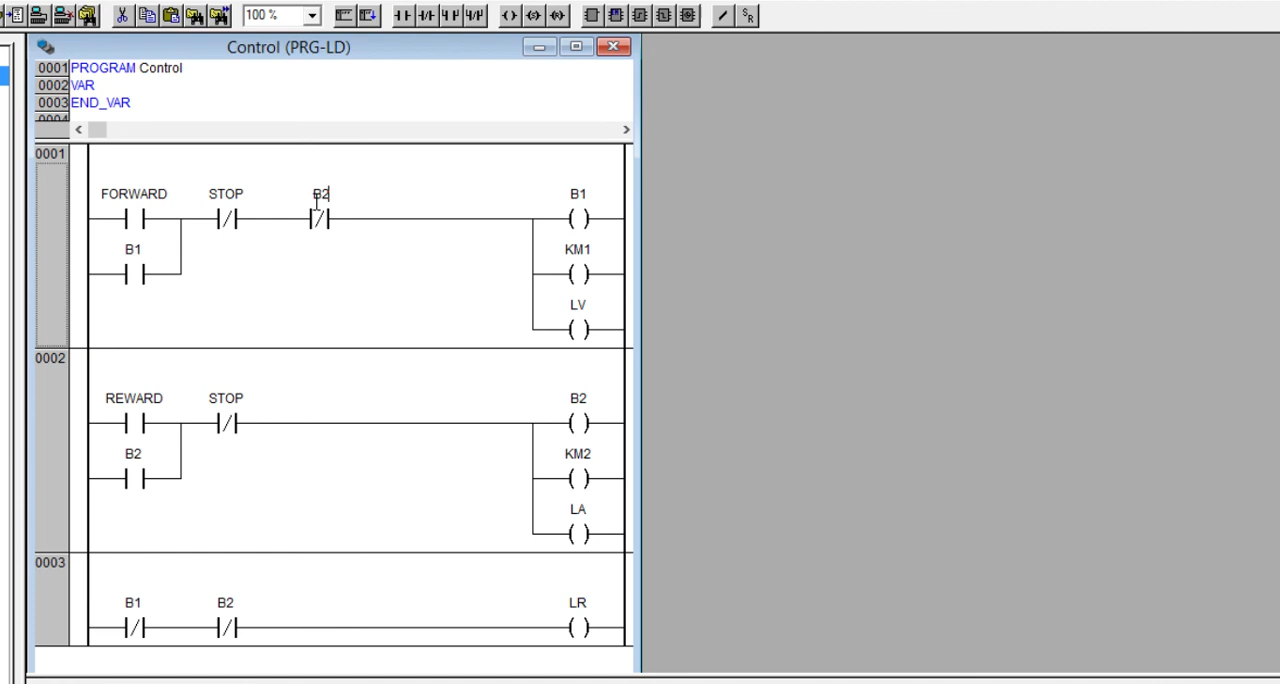 100 %
S
R
Control (PRG-LD)
0001 PROGRAM Control
0002 VAR
0003 END_VAR
0004
0001
FORWARD STOP B2 B1
B1 KM1
LV
0002
REWARD STOP B2
B2 KM2
LA
0003
B1 B2 LR